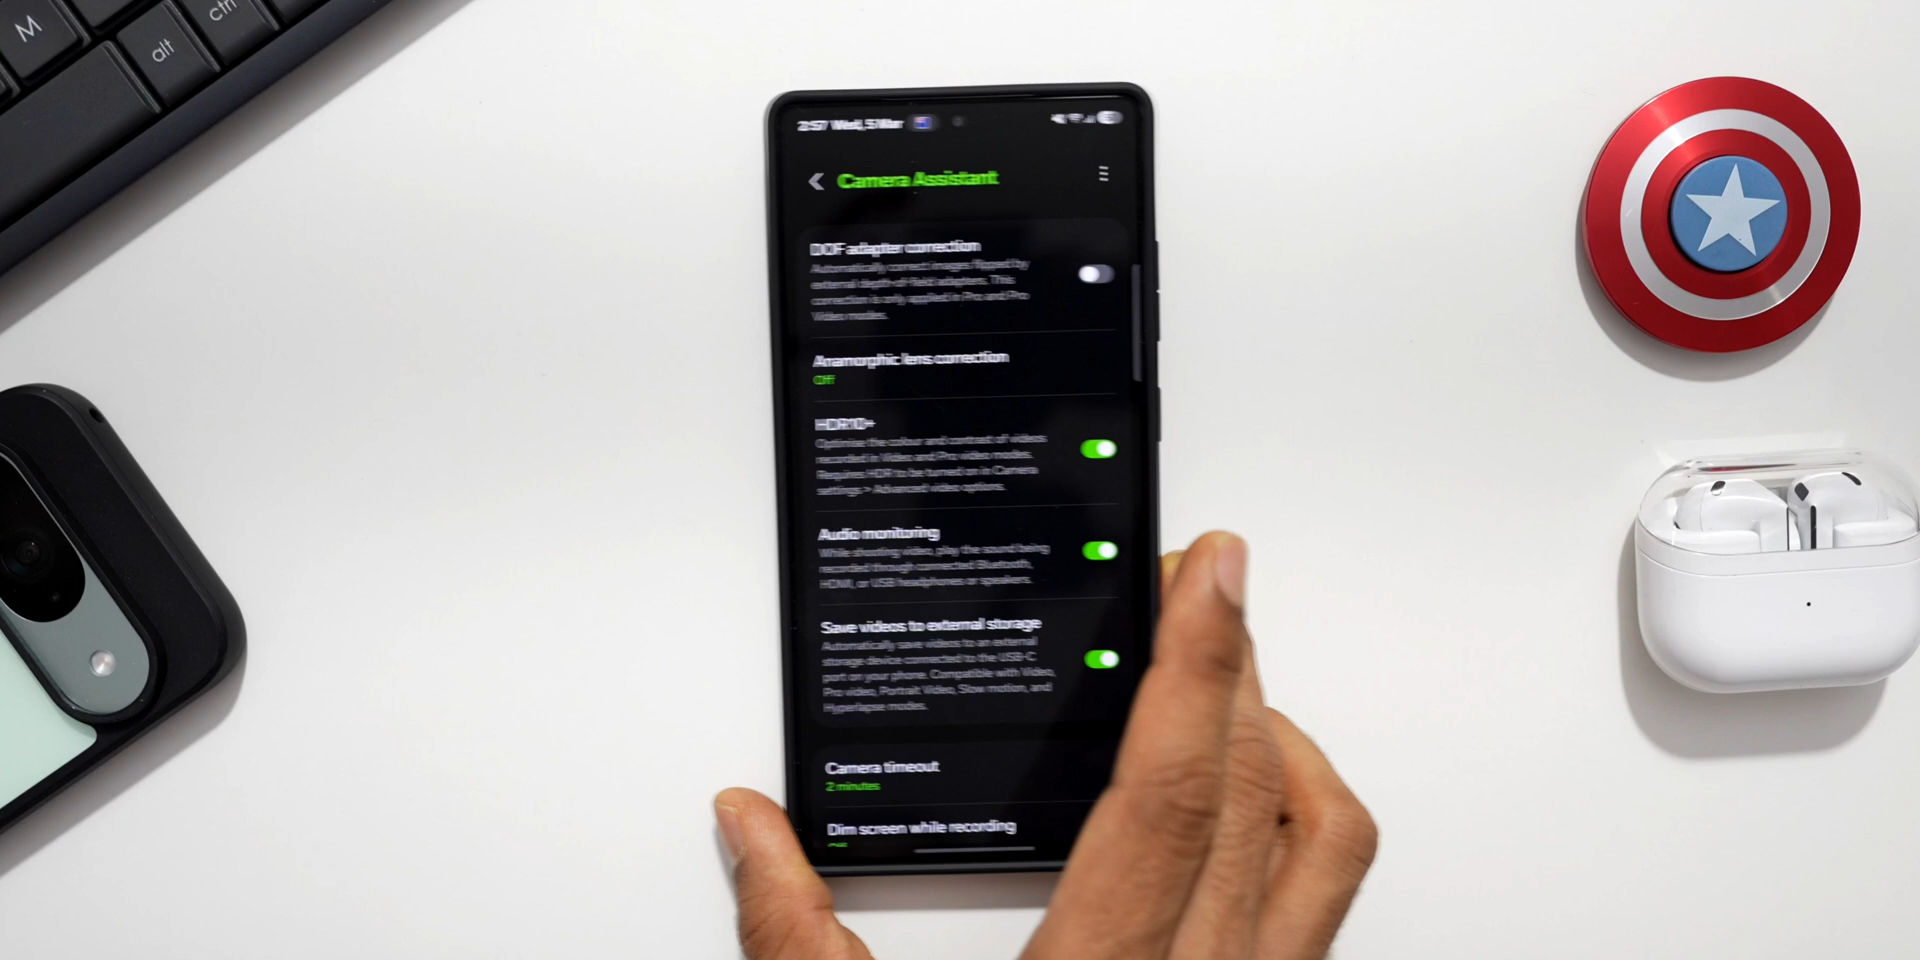 M
alt
ctrl
2:57 Wed, 5 Mar
Camera Assistant
DOF adapter correction
Automatically correct images flipped by
external depth of field adapters. This
correction is only applied in Pro and Pro
Video modes.
Anamorphic lens correction
Off
HDR10+
Optimise the colour and contrast of videos
recorded in Video and Pro video modes.
Requires HDR to be turned on in Camera
settings > Advanced video options.
Audio monitoring
While shooting video, play the sound being
recorded through connected Bluetooth,
HDMI, or USB headphones or speakers.
Save videos to external storage
Automatically save videos to an external
storage device connected to the USB-C
port on your phone. Compatible with Video,
Pro video, Portrait Video, Slow motion, and
Hyperlapse modes.
Camera timeout
2 minutes
Dim screen while recording
Off